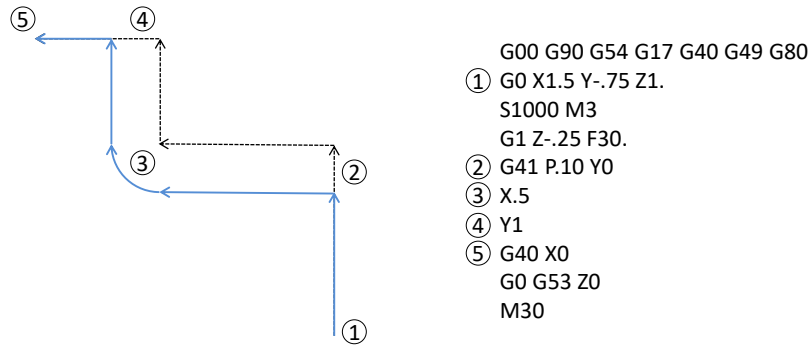 ⑤ ④
③
②
①
G00 G90 G54 G17 G40 G49 G80
① G0 X1.5 Y-.75 Z1.
S1000 M3
G1 Z-.25 F30.
② G41 P.10 Y0
③ X.5
④ Y1
⑤ G40 X0
G0 G53 Z0
M30